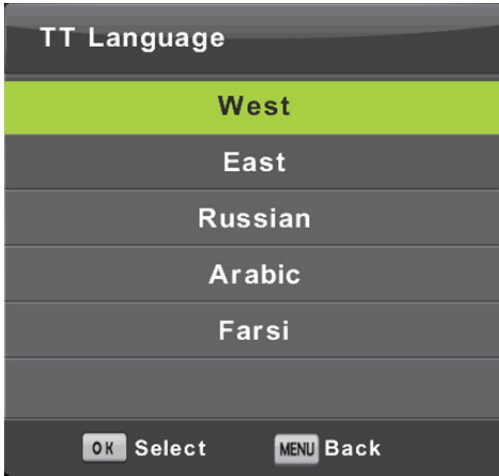 TT Language
West
East
Russian
Arabic
Farsi
OK Select MENU Back